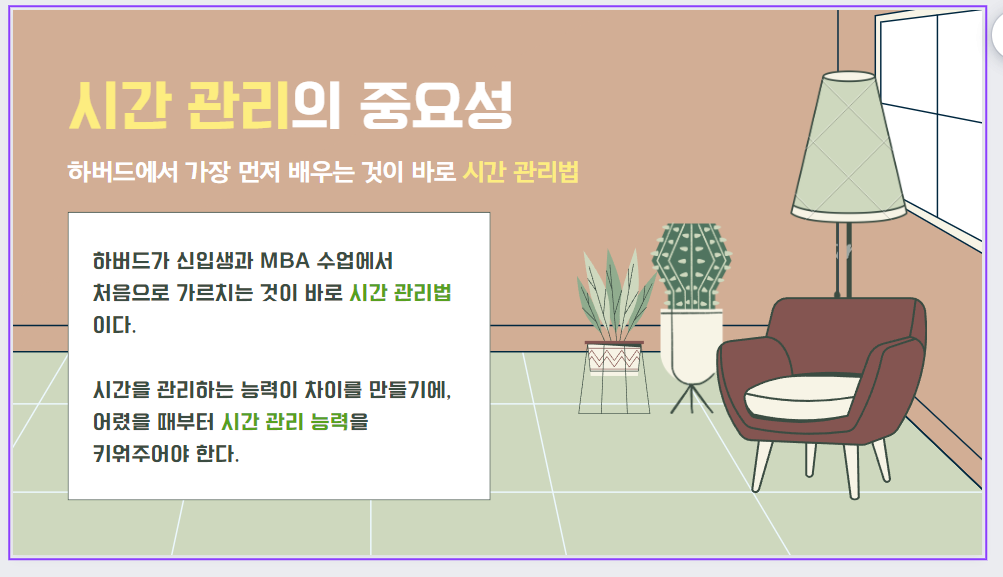 시간 관리의 중요성
하버드에서 가장 먼저 배우는 것이 바로 시간 관리법
하버드가 신입생과 MBA 수업에서
처음으로 가르치는 것이 바로 시간 관리법
이다.
시간을 관리하는 능력이 차이를 만들기에,
어렸을 때부터 시간 관리 능력을
키워주어야 한다.